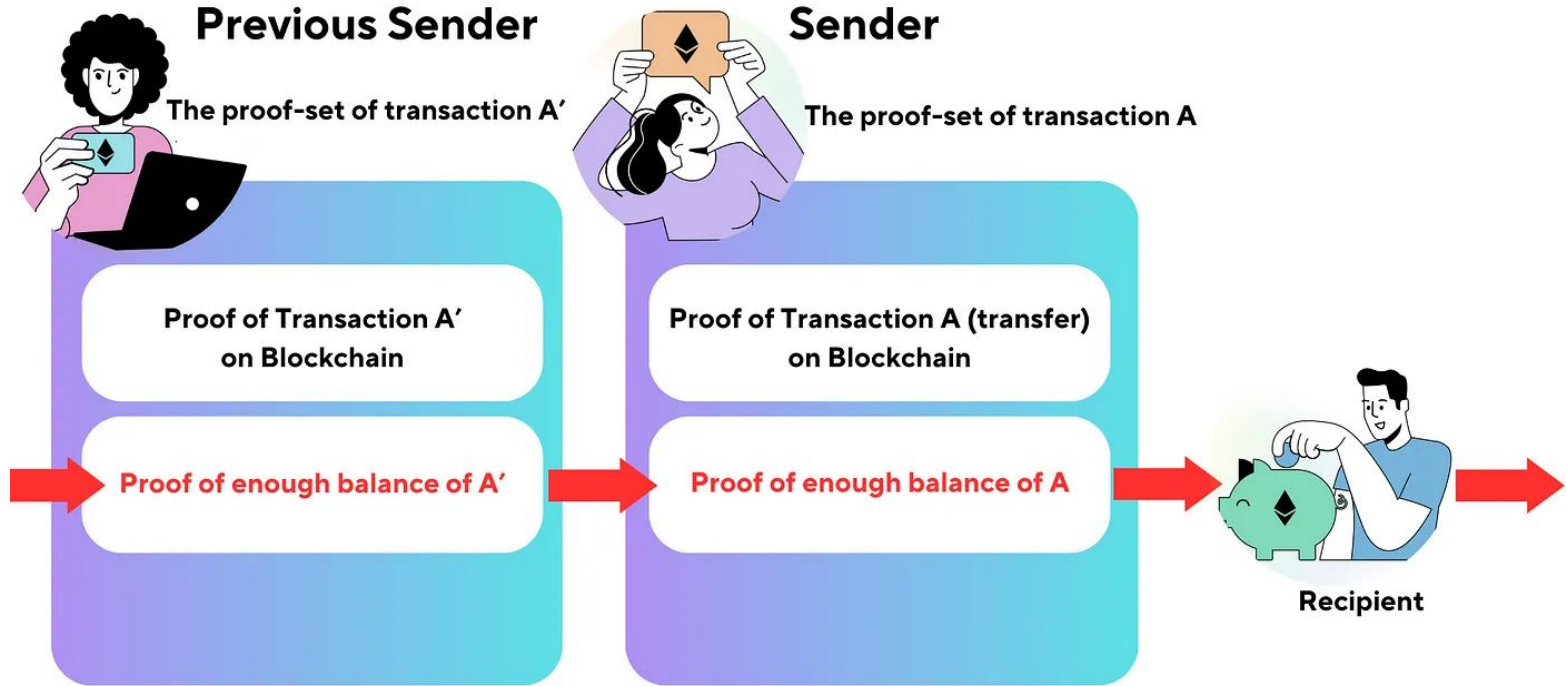 Previous Sender
The proof-set of transaction A′
Proof of Transaction A′
on Blockchain
Proof of enough balance of A′
Sender
The proof-set of transaction A
Proof of Transaction A (transfer)
on Blockchain
Proof of enough balance of A
Recipient